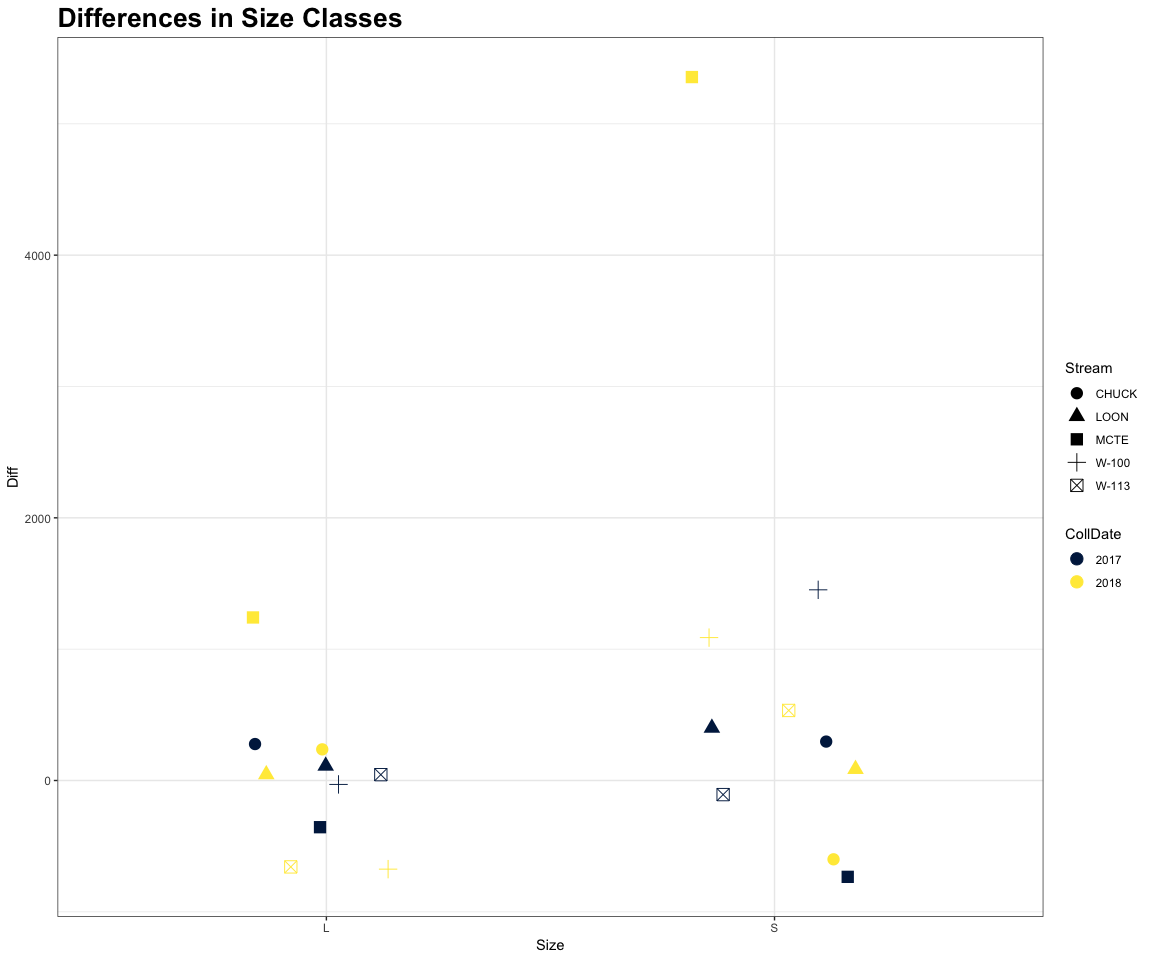 Differences in Size Classes
4000
2000
0
Diff
L
S
Size
Stream
CHUCK
LOON
MCTE
W-100
W-113
CollDate
2017
2018